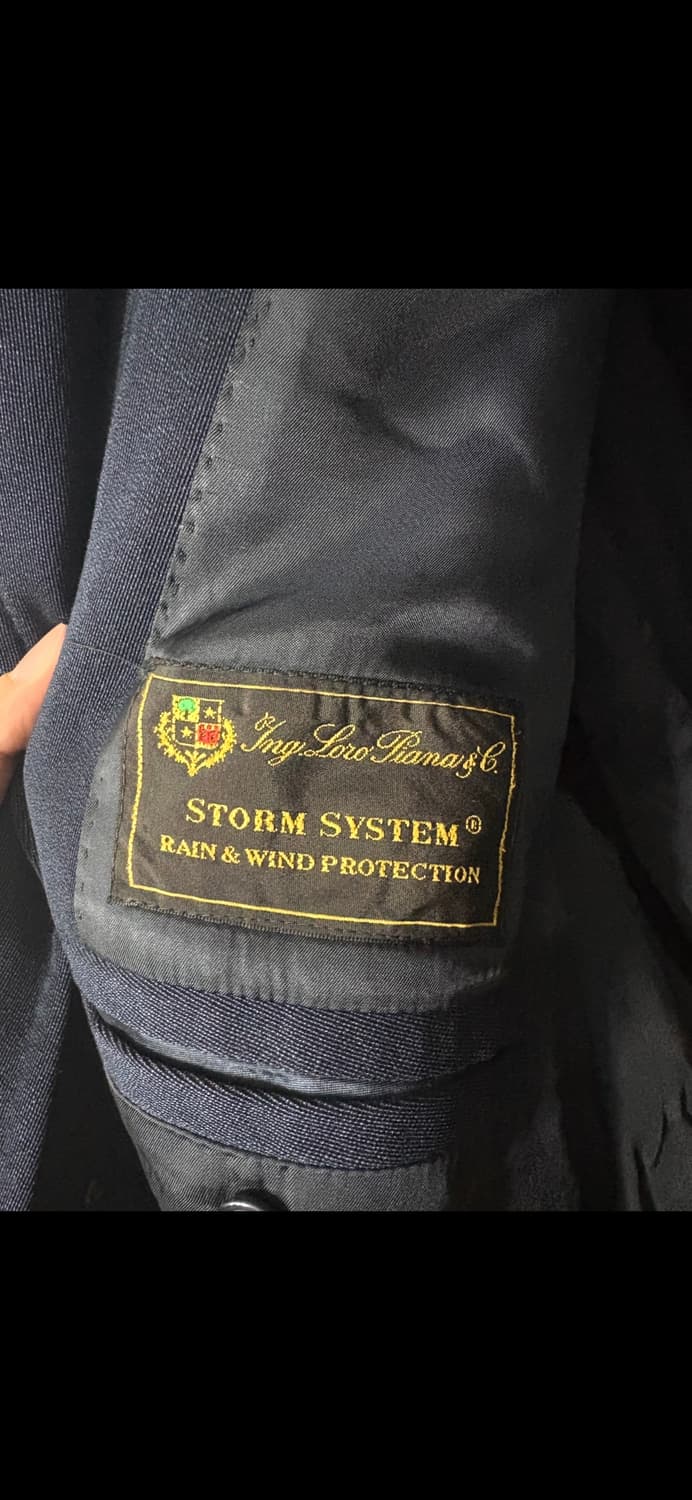 Ing. Loro Piana & C.
STORM SYSTEM®
RAIN & WIND PROTECTION